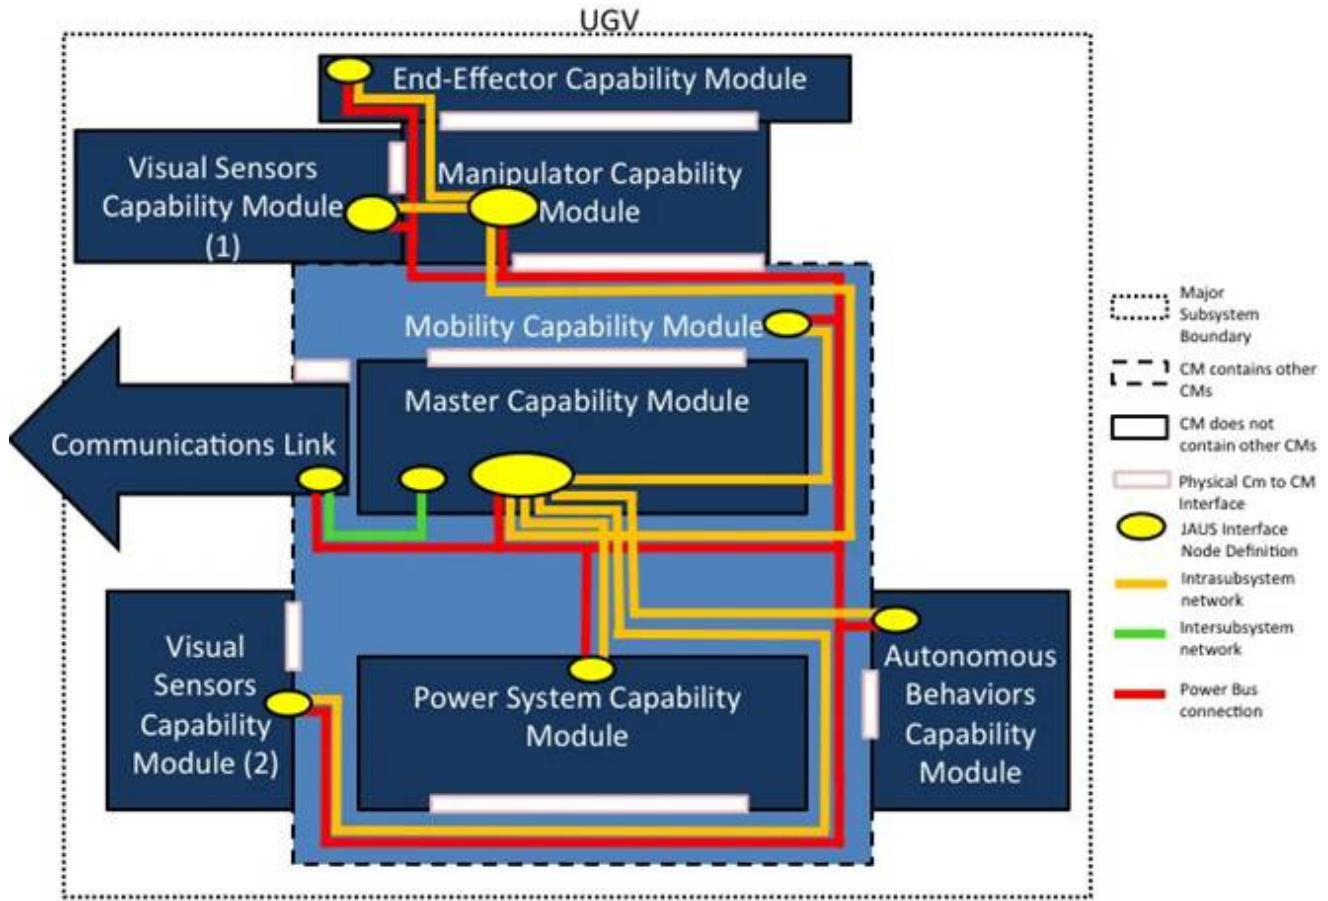 UGV
End-Effector Capability Module
Visual Sensors
Capability Module
(1)
Manipulator Capability
Module
Mobility Capability Module
Master Capability Module
Communications Link
Visual
Sensors
Capability
Module (2)
Power System Capability
Module
Autonomous
Behaviors
Capability
Module
Major
Subsystem
Boundary
CM contains other
CMs
CM does not
contain other CMs
Physical Cm to CM
Interface
JAUS Interface
Node Definition
Intrasubsystem
network
Intersubsystem
network
Power Bus
connection